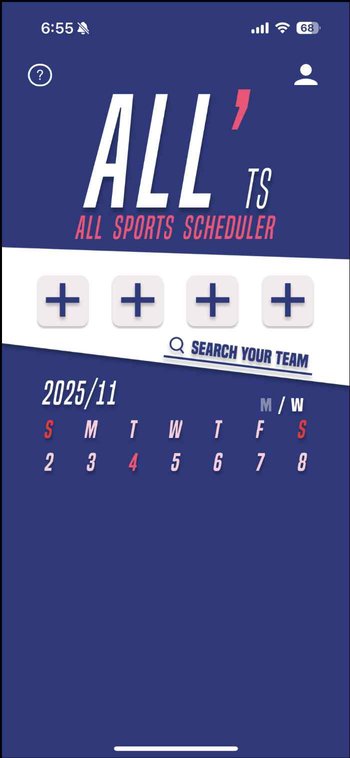 6:55
68
?
ALL’
TS
ALL SPORTS SCHEDULER
SEARCH YOUR TEAM
2025/11
M / W
S M T W T F S
2 3 4 5 6 7 8